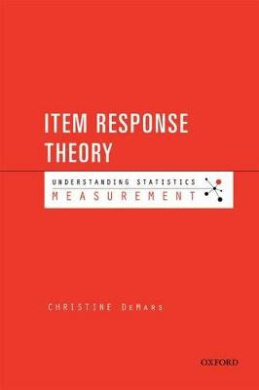 ITEM RESPONSE
THEORY
UNDERSTANDING STATISTICS
MEASUREMENT
CHRISTINE DeMARS
OXFORD